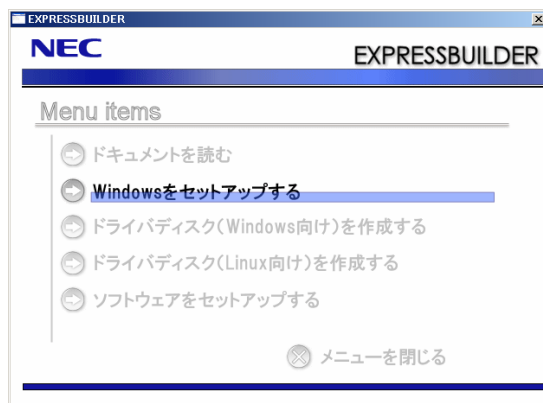 EXPRESSBUILDER
NEC
EXPRESSBUILDER
Menu items
ドキュメントを読む
Windowsをセットアップする
ドライバディスク(Windows向け)を作成する
ドライバディスク(Linux向け)を作成する
ソフトウェアをセットアップする
メニューを閉じる